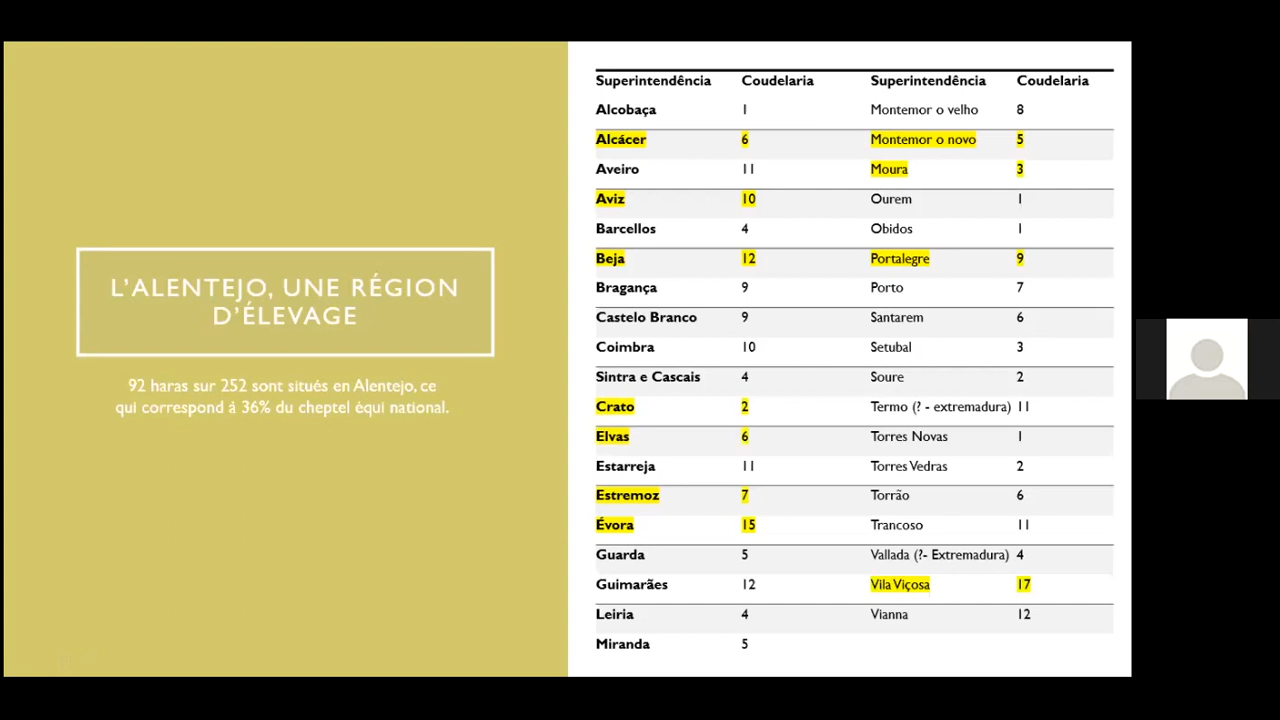 L'ALENTEJO, UNE RÉGION
D'ÉLEVAGE
92 haras sur 252 sont situés en Alentejo, ce
qui correspond á 36% du cheptel équi national.
Superintendência Coudelaria Superintendência Coudelaria
Alcobaça 1 Montemor o velho 8
Alcácer 6 Montemor o novo 5
Aveiro 11 Moura 3
Aviz 10 Ourem 1
Barcellos 4 Obidos 1
Beja 12 Portalegre 9
Bragança 9 Porto 7
Castelo Branco 9 Santarem 6
Coimbra 10 Setubal 3
Sintra e Cascais 4 Soure 2
Crato 2 Termo (? - extremadura) 11
Elvas 6 Torres Novas 1
Estarreja 11 Torres Vedras 2
Estremoz 7 Torrão 6
Évora 15 Trancoso 11
Guarda 5 Vallada (?- Extremadura) 4
Guimarães 12 Vila Viçosa 17
Leiria 4 Vianna 12
Miranda 5